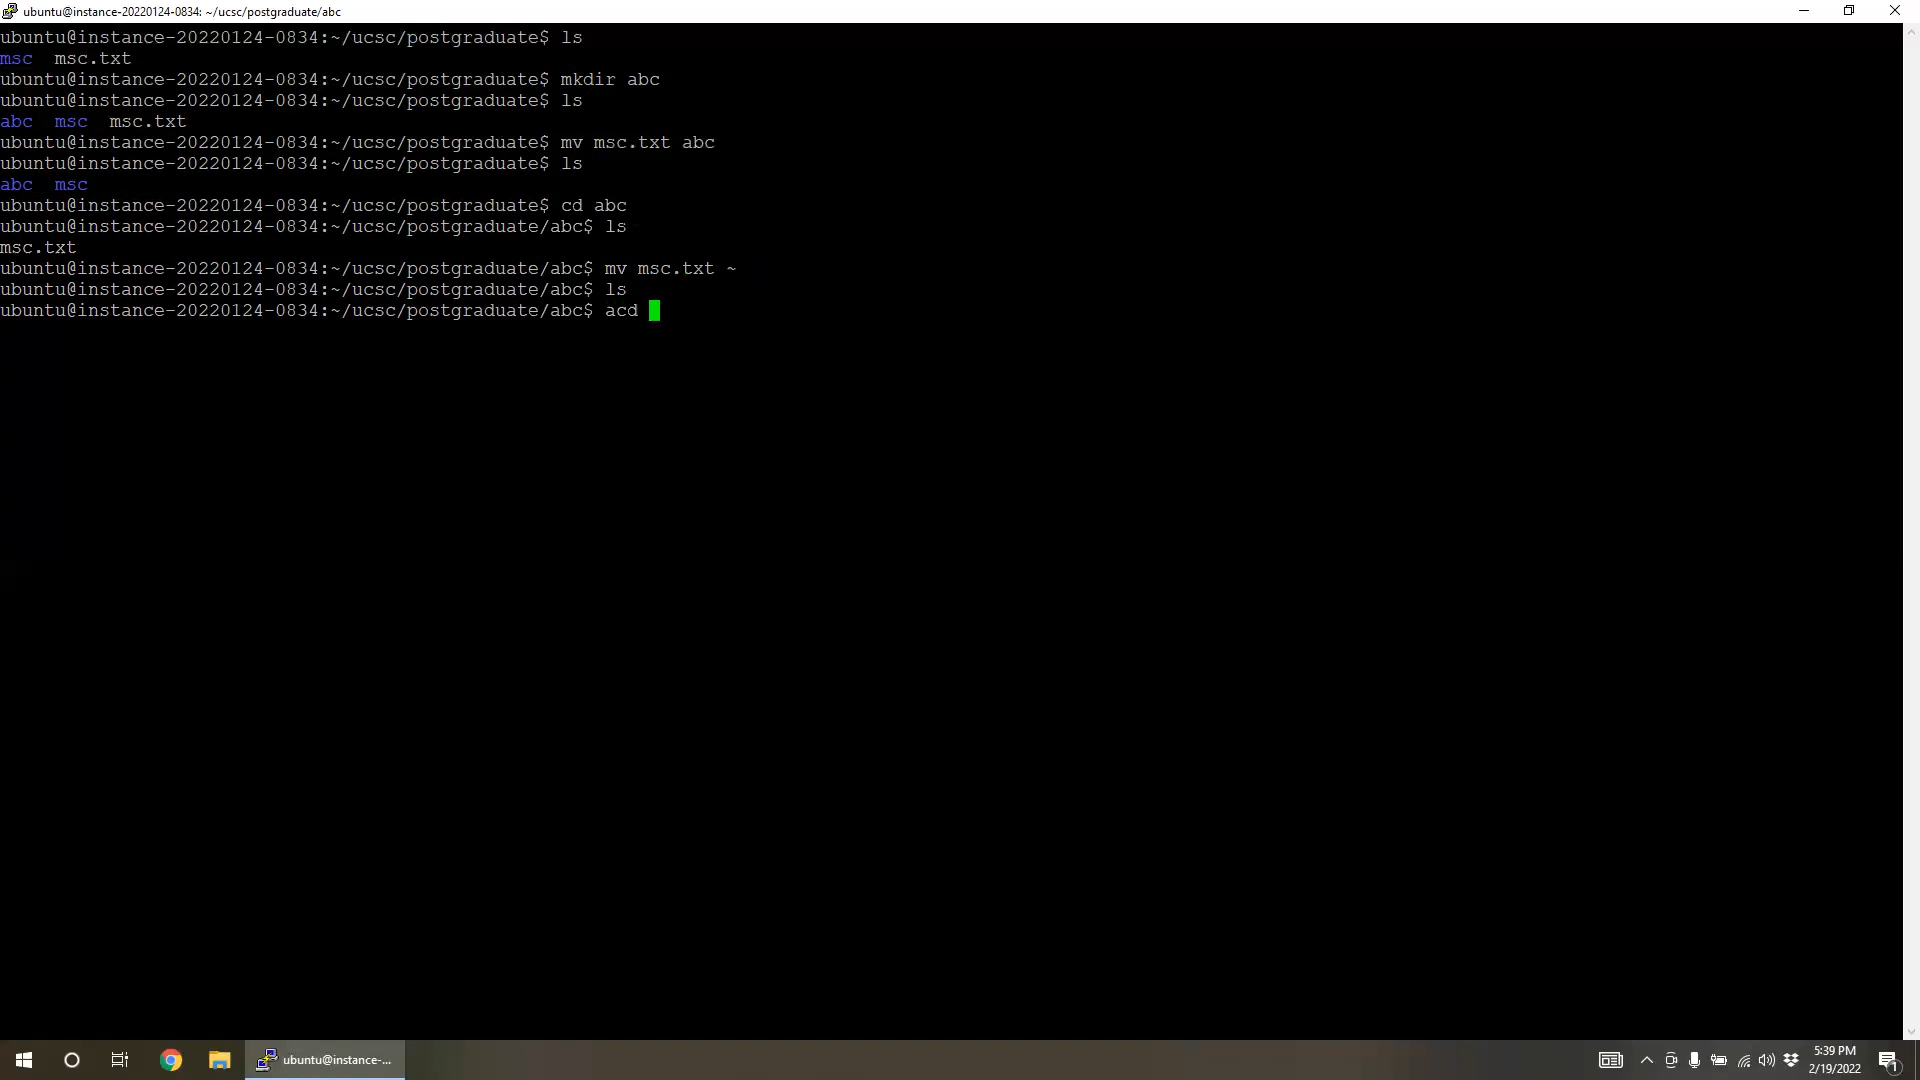 ubuntu@instance-20220124-0834: ~/ucsc/postgraduate/abc
ubuntu@instance-20220124-0834:~/ucsc/postgraduate$ ls
msc  msc.txt
ubuntu@instance-20220124-0834:~/ucsc/postgraduate$ mkdir abc
ubuntu@instance-20220124-0834:~/ucsc/postgraduate$ ls
abc  msc  msc.txt
ubuntu@instance-20220124-0834:~/ucsc/postgraduate$ mv msc.txt abc
ubuntu@instance-20220124-0834:~/ucsc/postgraduate$ ls
abc  msc
ubuntu@instance-20220124-0834:~/ucsc/postgraduate$ cd abc
ubuntu@instance-20220124-0834:~/ucsc/postgraduate/abc$ ls
msc.txt
ubuntu@instance-20220124-0834:~/ucsc/postgraduate/abc$ mv msc.txt ~
ubuntu@instance-20220124-0834:~/ucsc/postgraduate/abc$ ls
ubuntu@instance-20220124-0834:~/ucsc/postgraduate/abc$ acd
ubuntu@instance-...
5:39 PM
2/19/2022
1